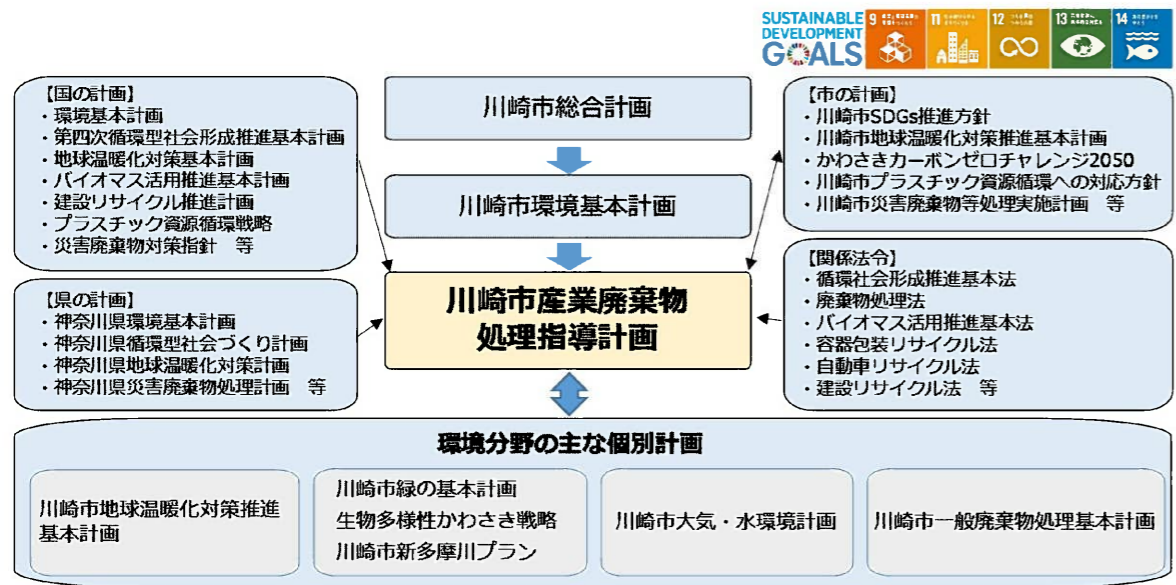 SUSTAINABLE
DEVELOPMENT
GOALS
9
11
12
13
14
【国の計画】
・環境基本計画
・第四次循環型社会形成推進基本計画
・地球温暖化対策基本計画
・バイオマス活用推進基本計画
・建設リサイクル推進計画
・プラスチック資源循環戦略
・災害廃棄物対策指針 等
【県の計画】
・神奈川県環境基本計画
・神奈川県循環型社会づくり計画
・神奈川県地球温暖化対策計画
・神奈川県災害廃棄物処理計画 等
川崎市総合計画
川崎市環境基本計画
川崎市産業廃棄物
処理指導計画
【市の計画】
・川崎市SDGs推進方針
・川崎市地球温暖化対策推進基本計画
・かわさきカーボンゼロチャレンジ2050
・川崎市プラスチック資源循環への対応方針
・川崎市災害廃棄物等処理実施計画 等
【関係法令】
・循環社会形成推進基本法
・廃棄物処理法
・バイオマス活用推進基本法
・容器包装リサイクル法
・自動車リサイクル法
・建設リサイクル法 等
環境分野の主な個別計画
川崎市地球温暖化対策推進
基本計画
川崎市緑の基本計画
生物多様性かわさき戦略
川崎市新多摩川プラン
川崎市大気・水環境計画
川崎市一般廃棄物処理基本計画